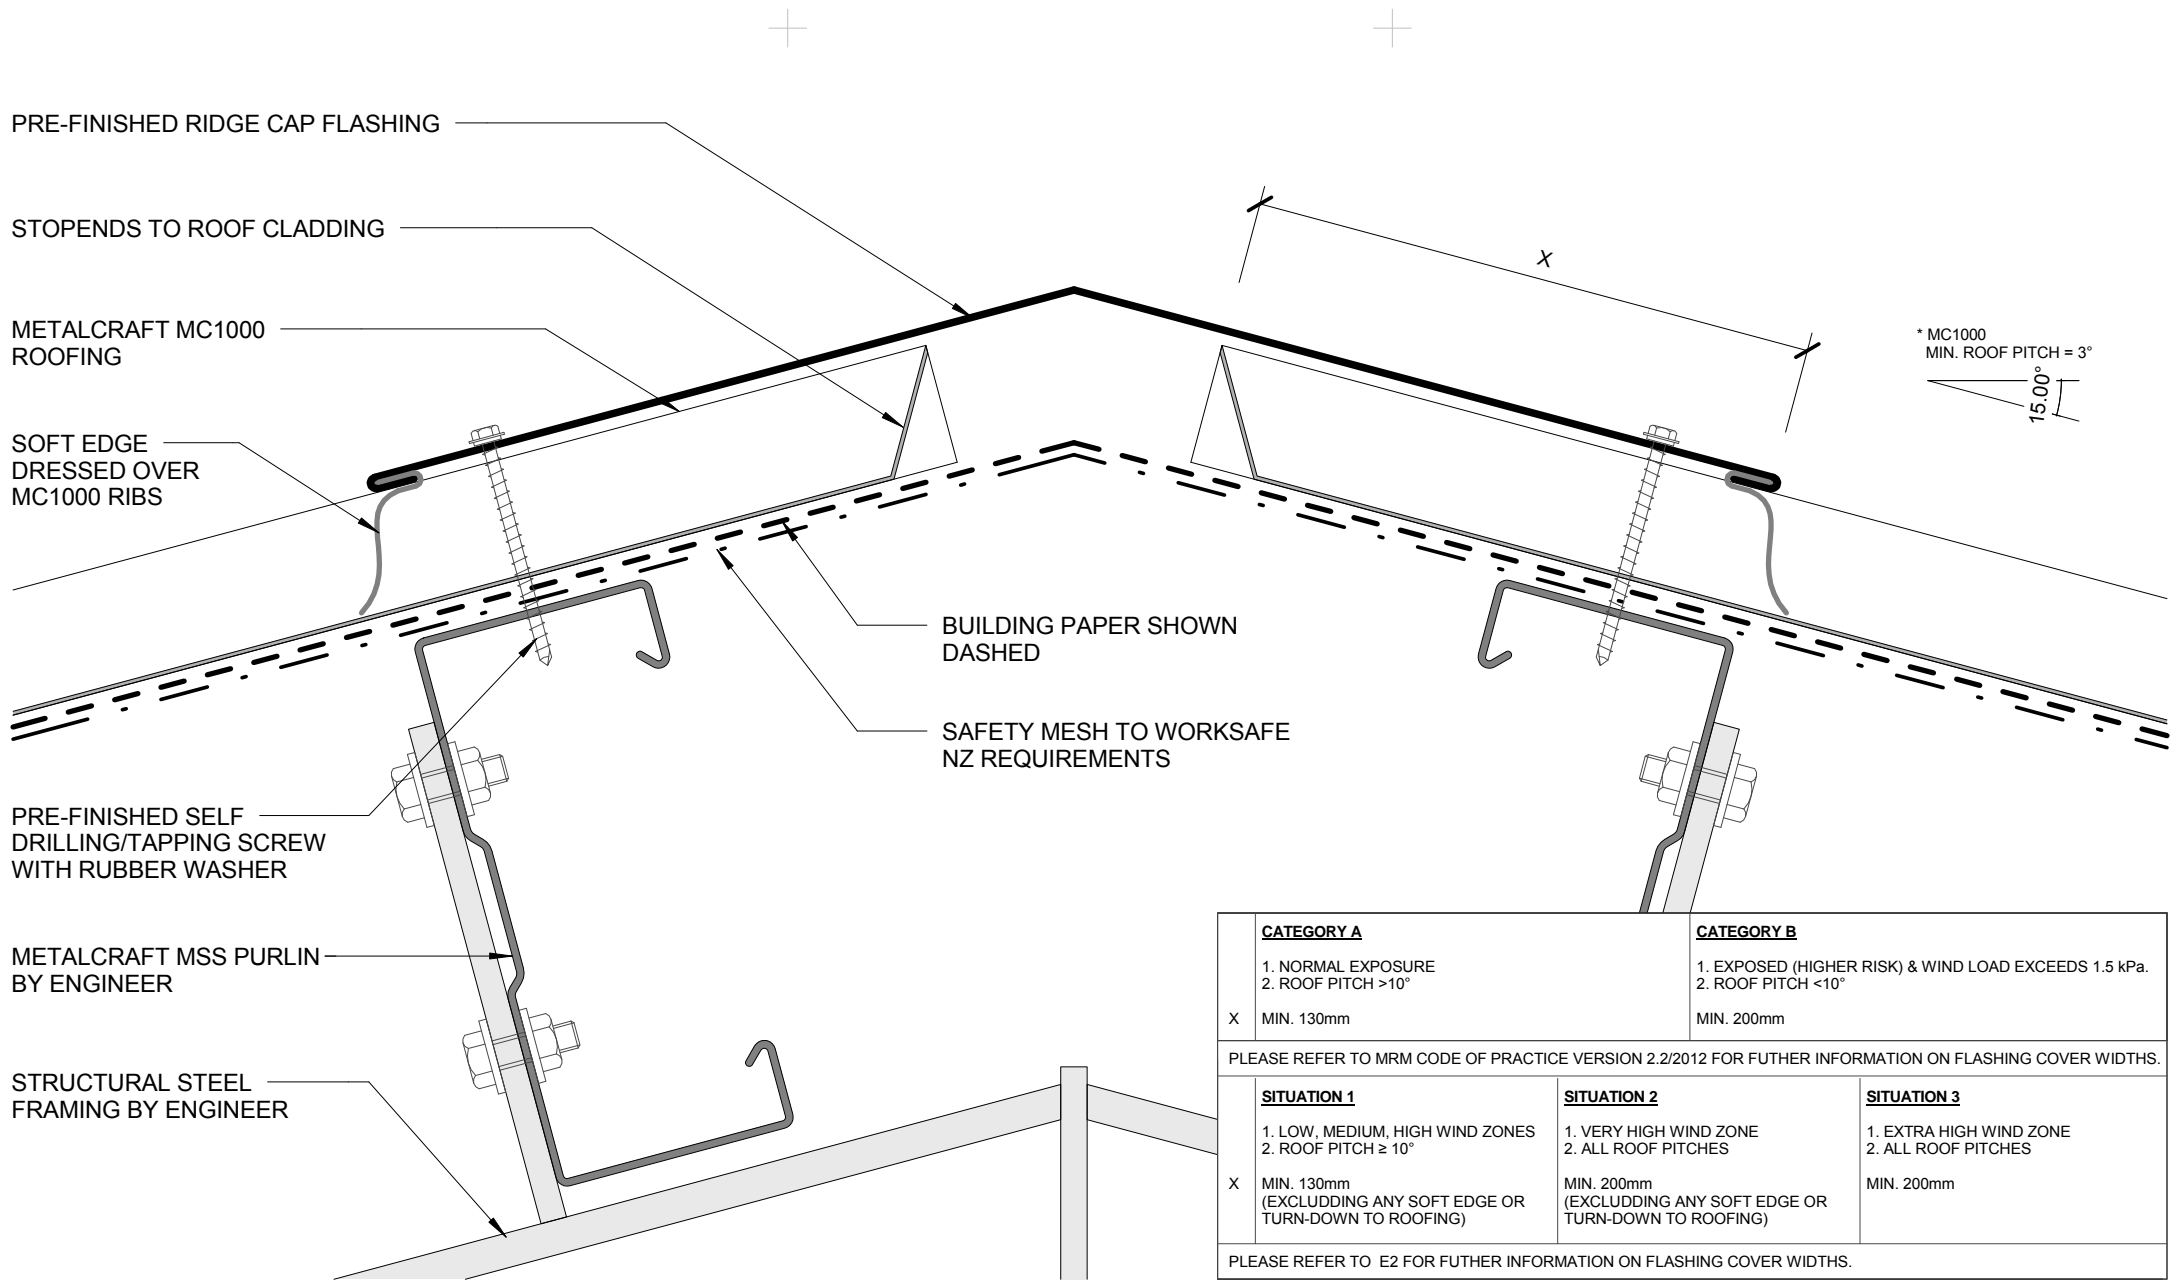 PRE-FINISHED RIDGE CAP FLASHING
STOPENDS TO ROOF CLADDING
METALCRAFT MC1000
ROOFING
SOFT EDGE
DRESSED OVER
MC1000 RIBS
X
* MC1000
MIN. ROOF PITCH = 3°
15.00°
BUILDING PAPER SHOWN
DASHED
SAFETY MESH TO WORKSAFE
NZ REQUIREMENTS
PRE-FINISHED SELF
DRILLING/TAPPING SCREW
WITH RUBBER WASHER
METALCRAFT MSS PURLIN
BY ENGINEER
STRUCTURAL STEEL
FRAMING BY ENGINEER
CATEGORY A
1. NORMAL EXPOSURE
2. ROOF PITCH >10°
X MIN. 130mm
CATEGORY B
1. EXPOSED (HIGHER RISK) & WIND LOAD EXCEEDS 1.5 kPa.
2. ROOF PITCH <10°
MIN. 200mm
PLEASE REFER TO MRM CODE OF PRACTICE VERSION 2.2/2012 FOR FUTHER INFORMATION ON FLASHING COVER WIDTHS.
SITUATION 1
1. LOW, MEDIUM, HIGH WIND ZONES
2. ROOF PITCH ≥ 10°
X MIN. 130mm
(EXCLUDDING ANY SOFT EDGE OR
TURN-DOWN TO ROOFING)
SITUATION 2
1. VERY HIGH WIND ZONE
2. ALL ROOF PITCHES
MIN. 200mm
(EXCLUDDING ANY SOFT EDGE OR
TURN-DOWN TO ROOFING)
SITUATION 3
1. EXTRA HIGH WIND ZONE
2. ALL ROOF PITCHES
MIN. 200mm
PLEASE REFER TO E2 FOR FUTHER INFORMATION ON FLASHING COVER WIDTHS.